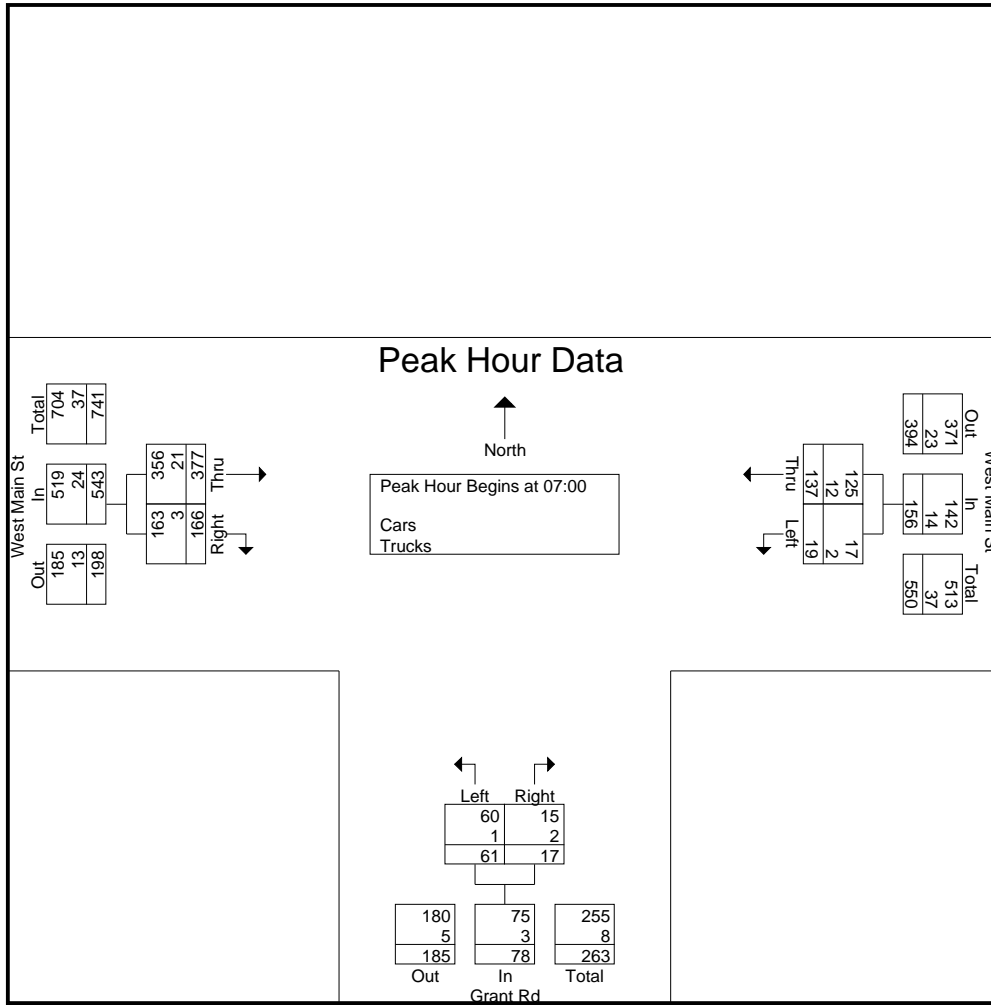 Peak Hour Data
North
Peak Hour Begins at 07:00
Cars
Trucks
West Main St
Total
704
37
741
In
519
24
543
Out
185
13
198
Thru
356
21
377
Right
163
3
166
West Main St
Out
371
23
394
In
142
14
156
Total
513
37
550
Thru
125
12
137
Left
17
2
19
Left Right
60 15
1 2
61 17
180 75 255
5 3 8
185 78 263
Out In Total
Grant Rd